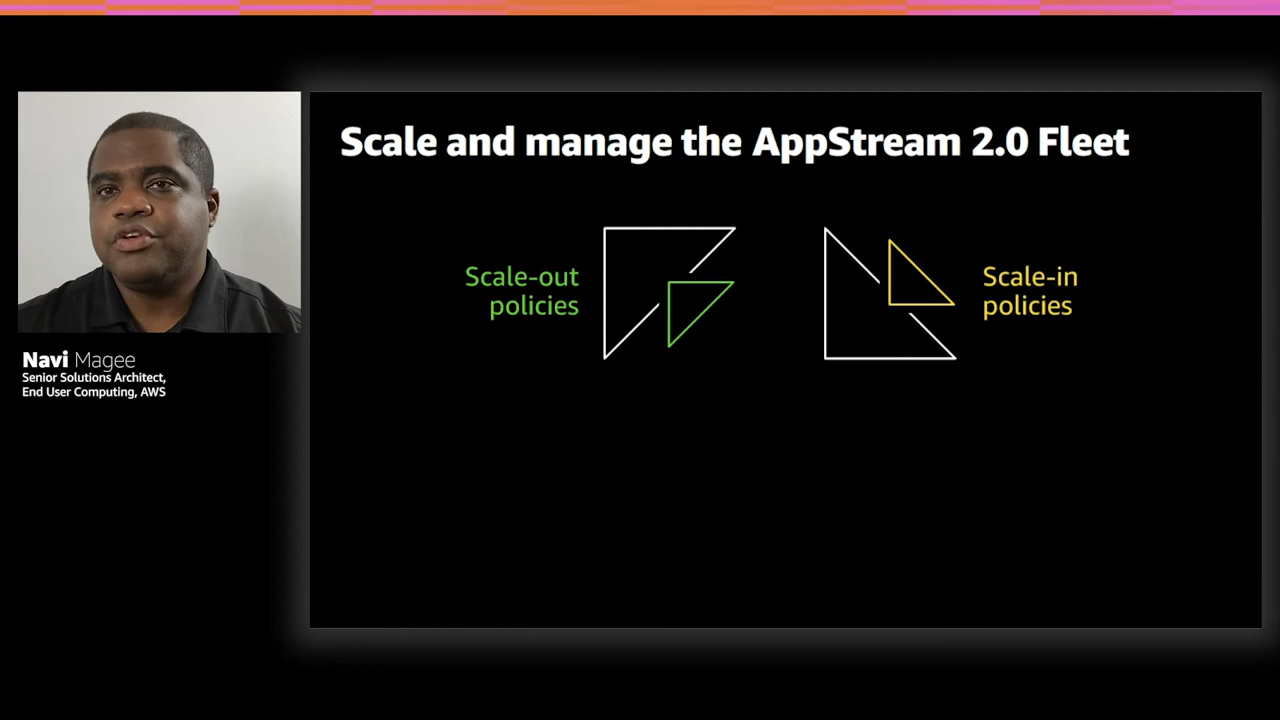 Scale and manage the AppStream 2.0 Fleet
Scale-out
policies
Scale-in
policies
Navi Magee
Senior Solutions Architect,
End User Computing, AWS